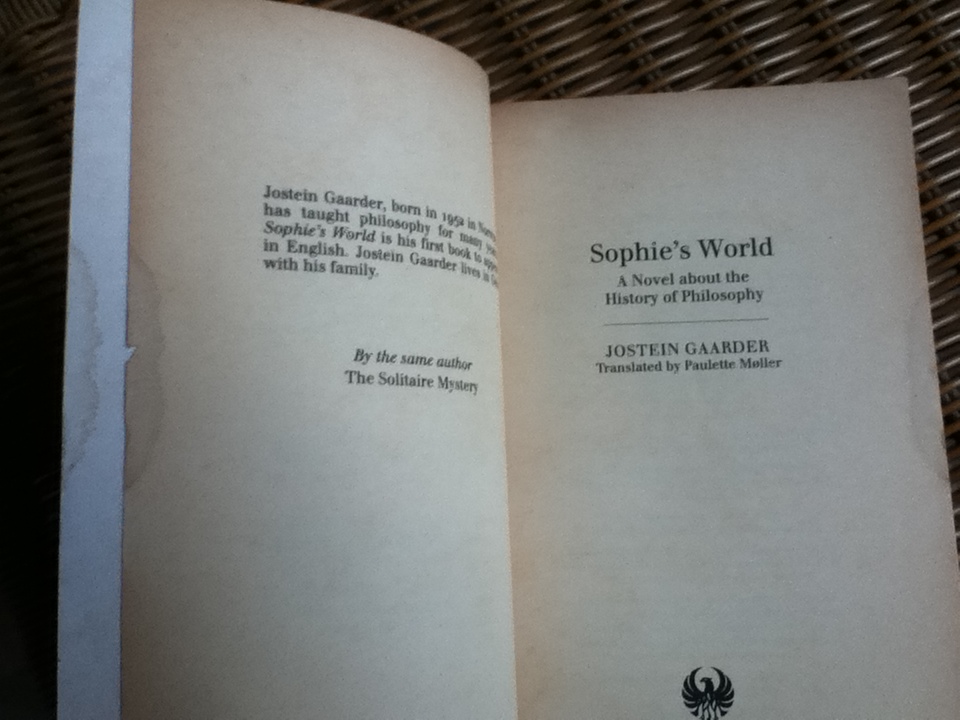 Jostein Gaarder, born in 1952 in
has taught philosophy for many
Sophie's World is his first book to
in English. Jostein Gaarder lives in
with his family.
By the same author
The Solitaire Mystery
Sophie's World
A Novel about the
History of Philosophy
JOSTEIN GAARDER
Translated by Paulette Møller